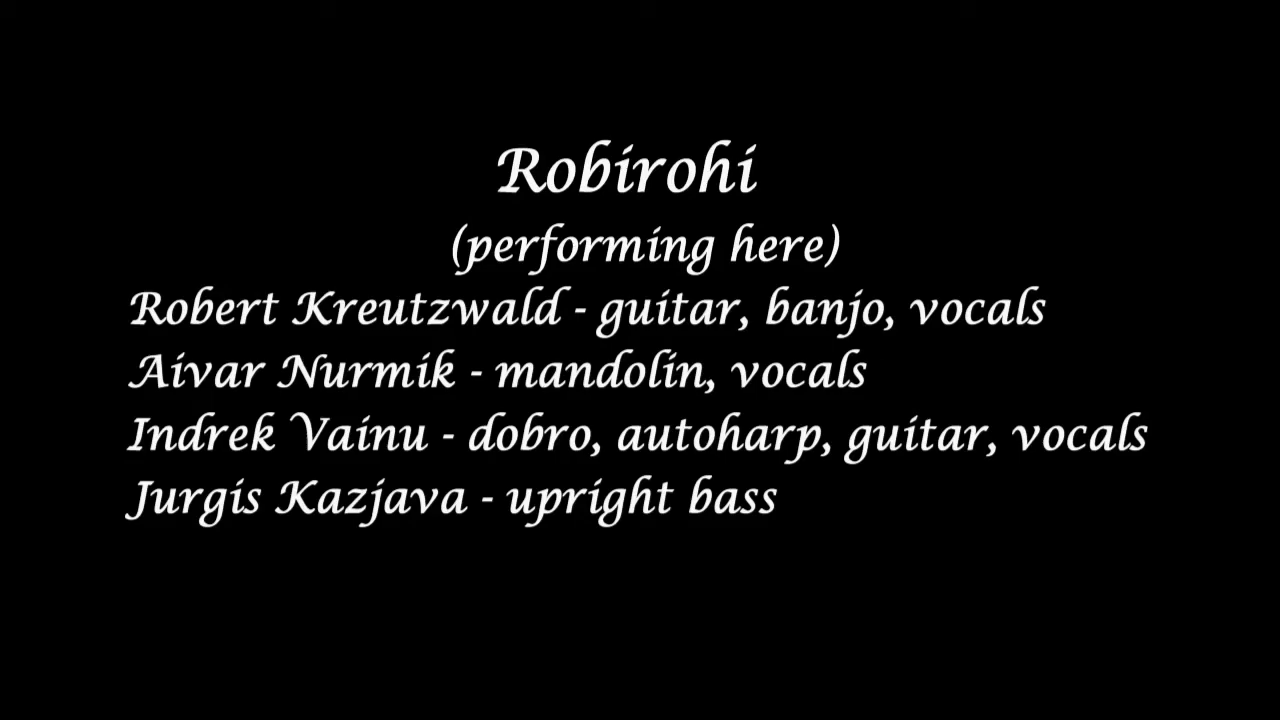 Robirohi
(performing here)
Robert Kreutzwald - guitar, banjo, vocals
Aivar Nurmik - mandolin, vocals
Indrek Vainu - dobro, autoharp, guitar, vocals
Jurgis Kazjava - upright bass